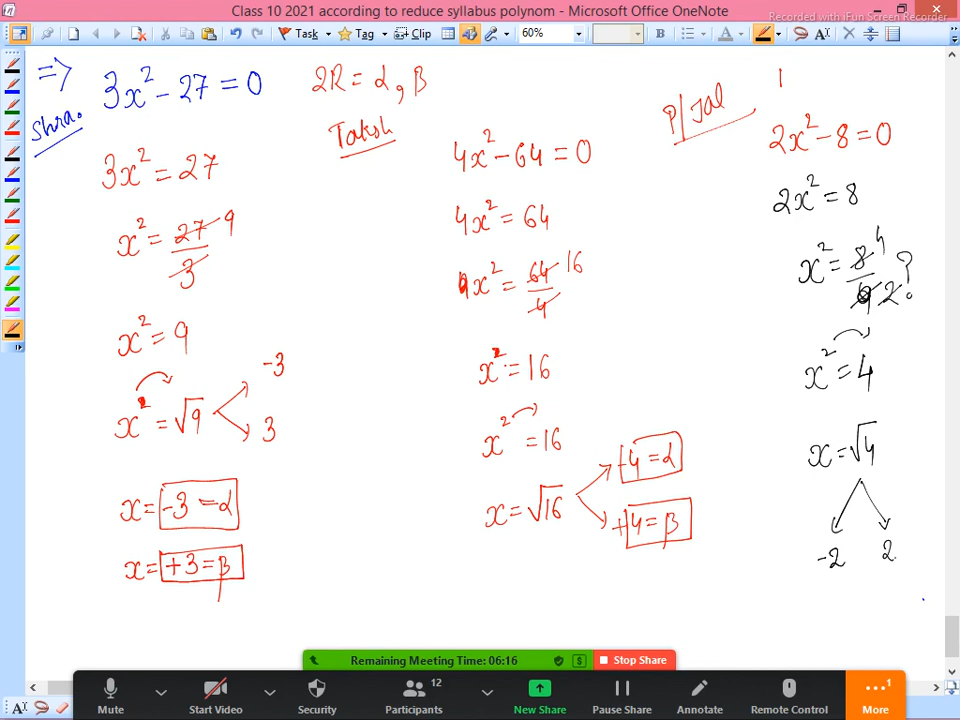 Class 10 2021 according to reduce syllabus polynom - Microsoft Office OneNote
Recorded with iFun Screen Recorder
Task
Tag
Clip
60%
B
A
=>
3x² - 27 = 0
Shra.
3x² = 27
x² = 27/3 9
x² = 9
x² = √9
-3
3
x = -3 = α
x = +3 = β
2R = α, β
Taksh
4x² - 64 = 0
4x² = 64
x² = 64/4 16
x² = 16
x² = 16
x = √16
-4 = α
+4 = β
P/Jal
2x² - 8 = 0
2x² = 8
x² = 8/2 4 ?
x² = 4
x = √4
-2 2
Remaining Meeting Time: 06:16
Stop Share
Mute
Start Video
Security
12
Participants
New Share
Pause Share
Annotate
Remote Control
1
More